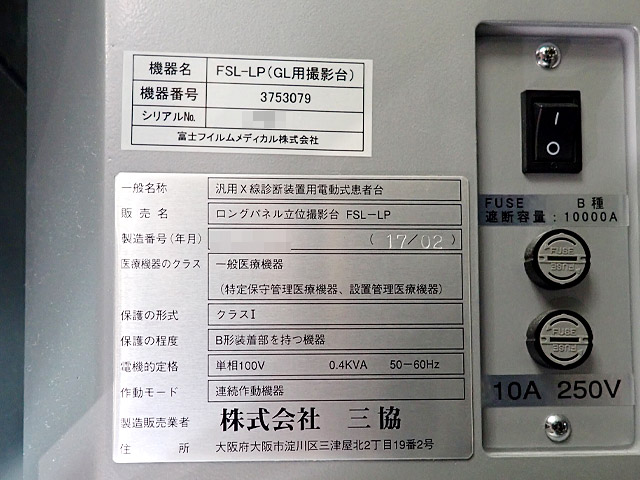 機器名 FSL-LP(GL用撮影台)
機器番号 3753079
シリアルNo.
富士フイルムメディカル株式会社
一般名称 汎用X線診断装置用電動式患者台
販売名 ロングパネル立位撮影台 FSL-LP
製造番号(年月) (17/02)
医療機器のクラス 一般医療機器
(特定保守管理医療機器、設置管理医療機器)
保護の形式 クラスI
保護の程度 B形装着部を持つ機器
電機的定格 単相100V 0.4KVA 50-60Hz
作動モード 連続作動機器
製造販売業者 株式会社 三協
住所 大阪府大阪市淀川区三津屋北2丁目19番2号
I
O
FUSE B種
遮断容量:10000A
FUSE
FUSE
FUSE
FUSE
10A 250V